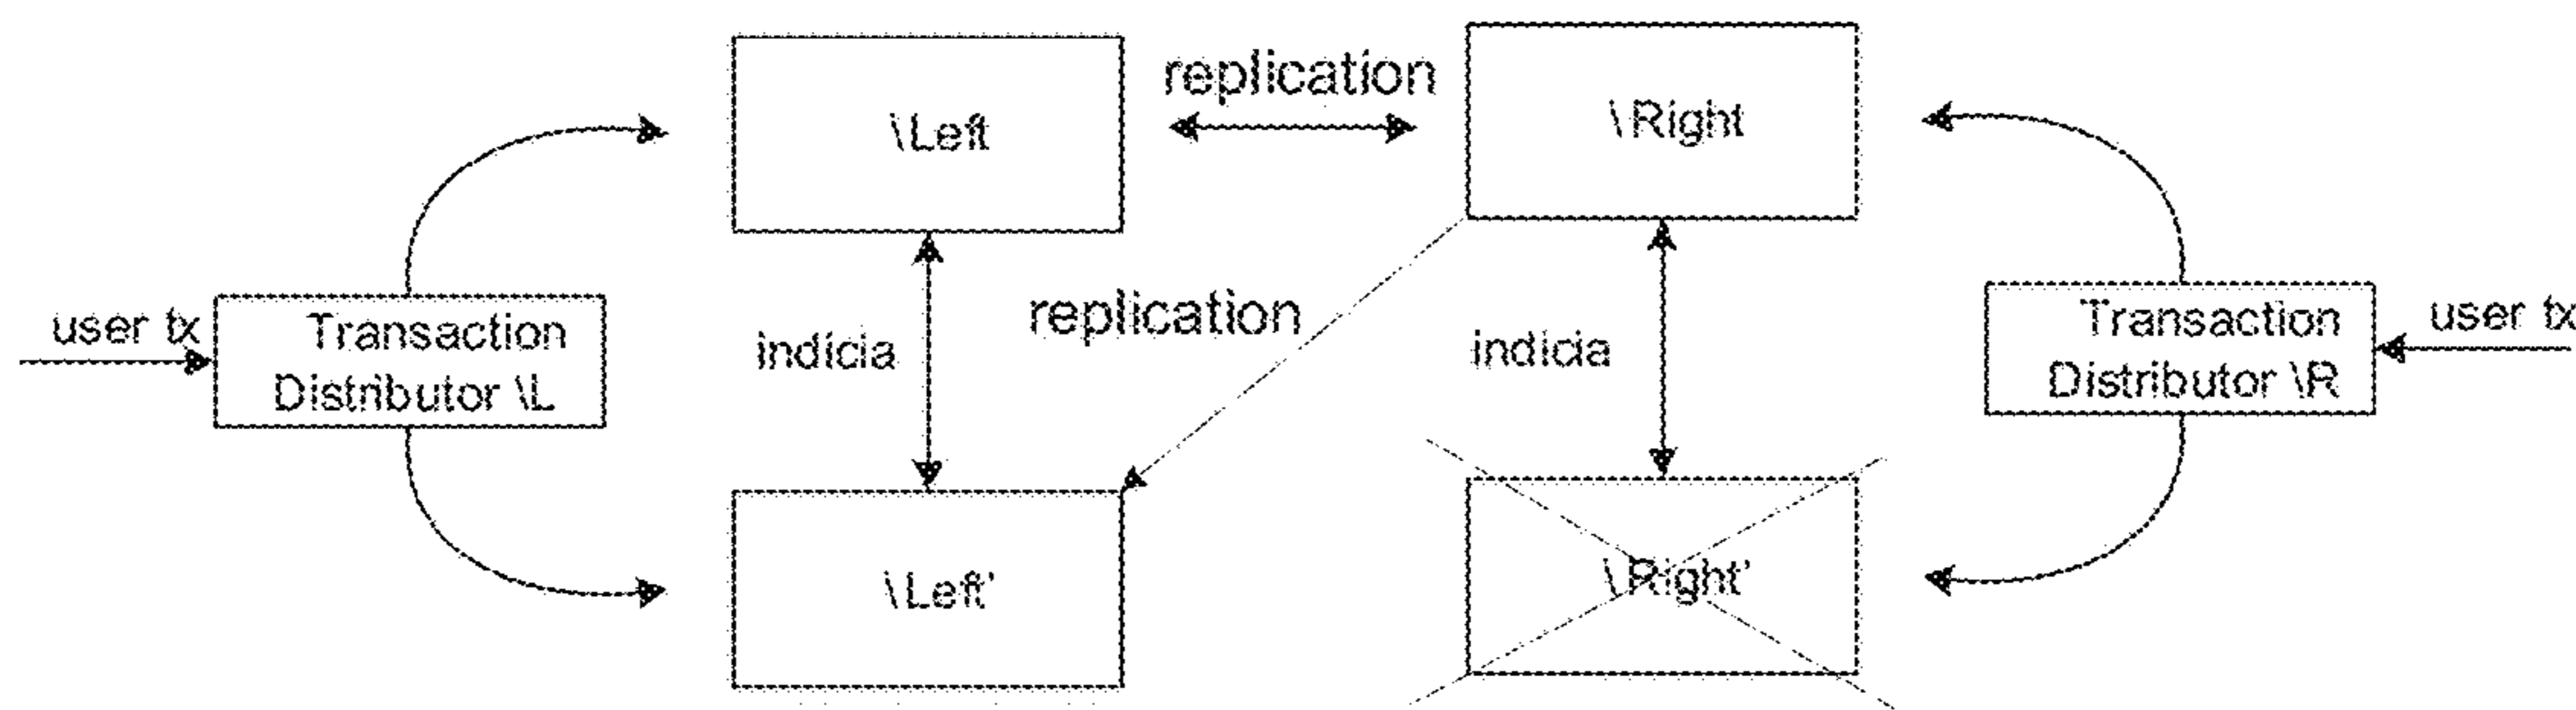 replication
\Left
\Right
user tx
Transaction
Distributor \L
indicia
replication
indicia
Transaction
Distributor \R
user tx
\Left'
\Right'